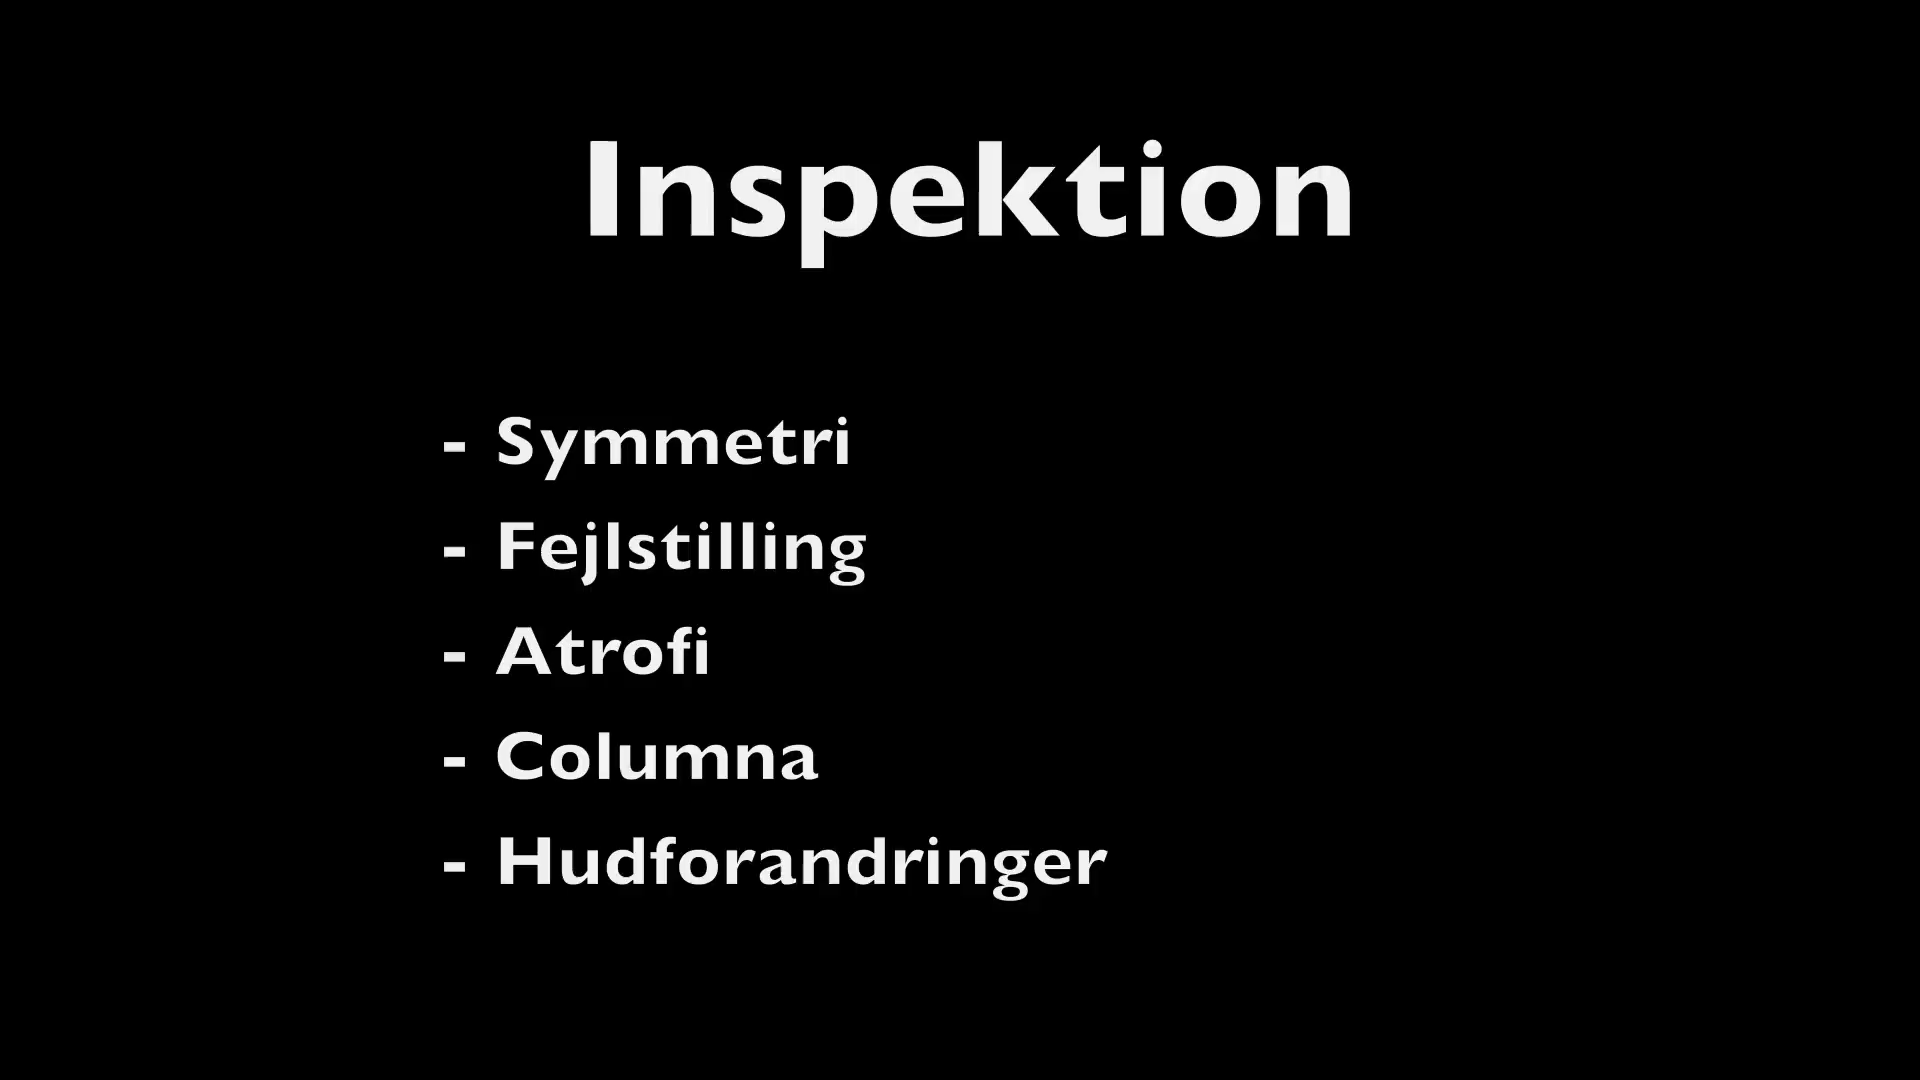 Inspektion
- Symmetri
- Fejlstilling
- Atrofi
- Columna
- Hudforandringer